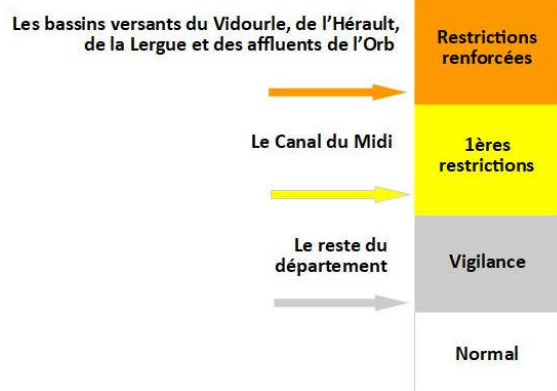 Les bassins versants du Vidourle, de l'Hérault,
de la Lergue et des affluents de l'Orb
Restrictions
renforcées
Le Canal du Midi
1ères
restrictions
Le reste du
département
Vigilance
Normal